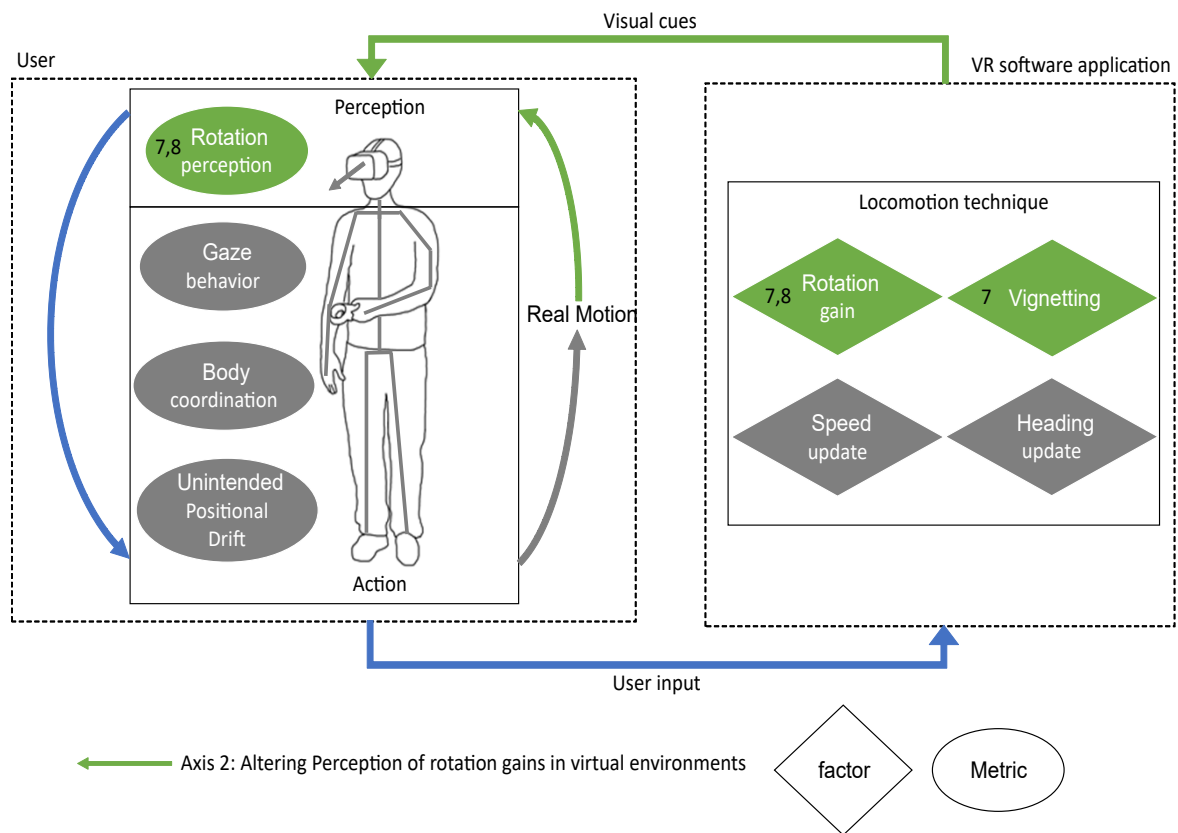 Visual cues
User
VR software application
Perception
7,8 Rotation
perception
Locomotion technique
Gaze
behavior
7,8 Rotation
gain
7 Vignetting
Real Motion
Body
coordination
Speed
update
Heading
update
Unintended
Positional
Drift
Action
User input
Axis 2: Altering Perception of rotation gains in virtual environments
factor
Metric